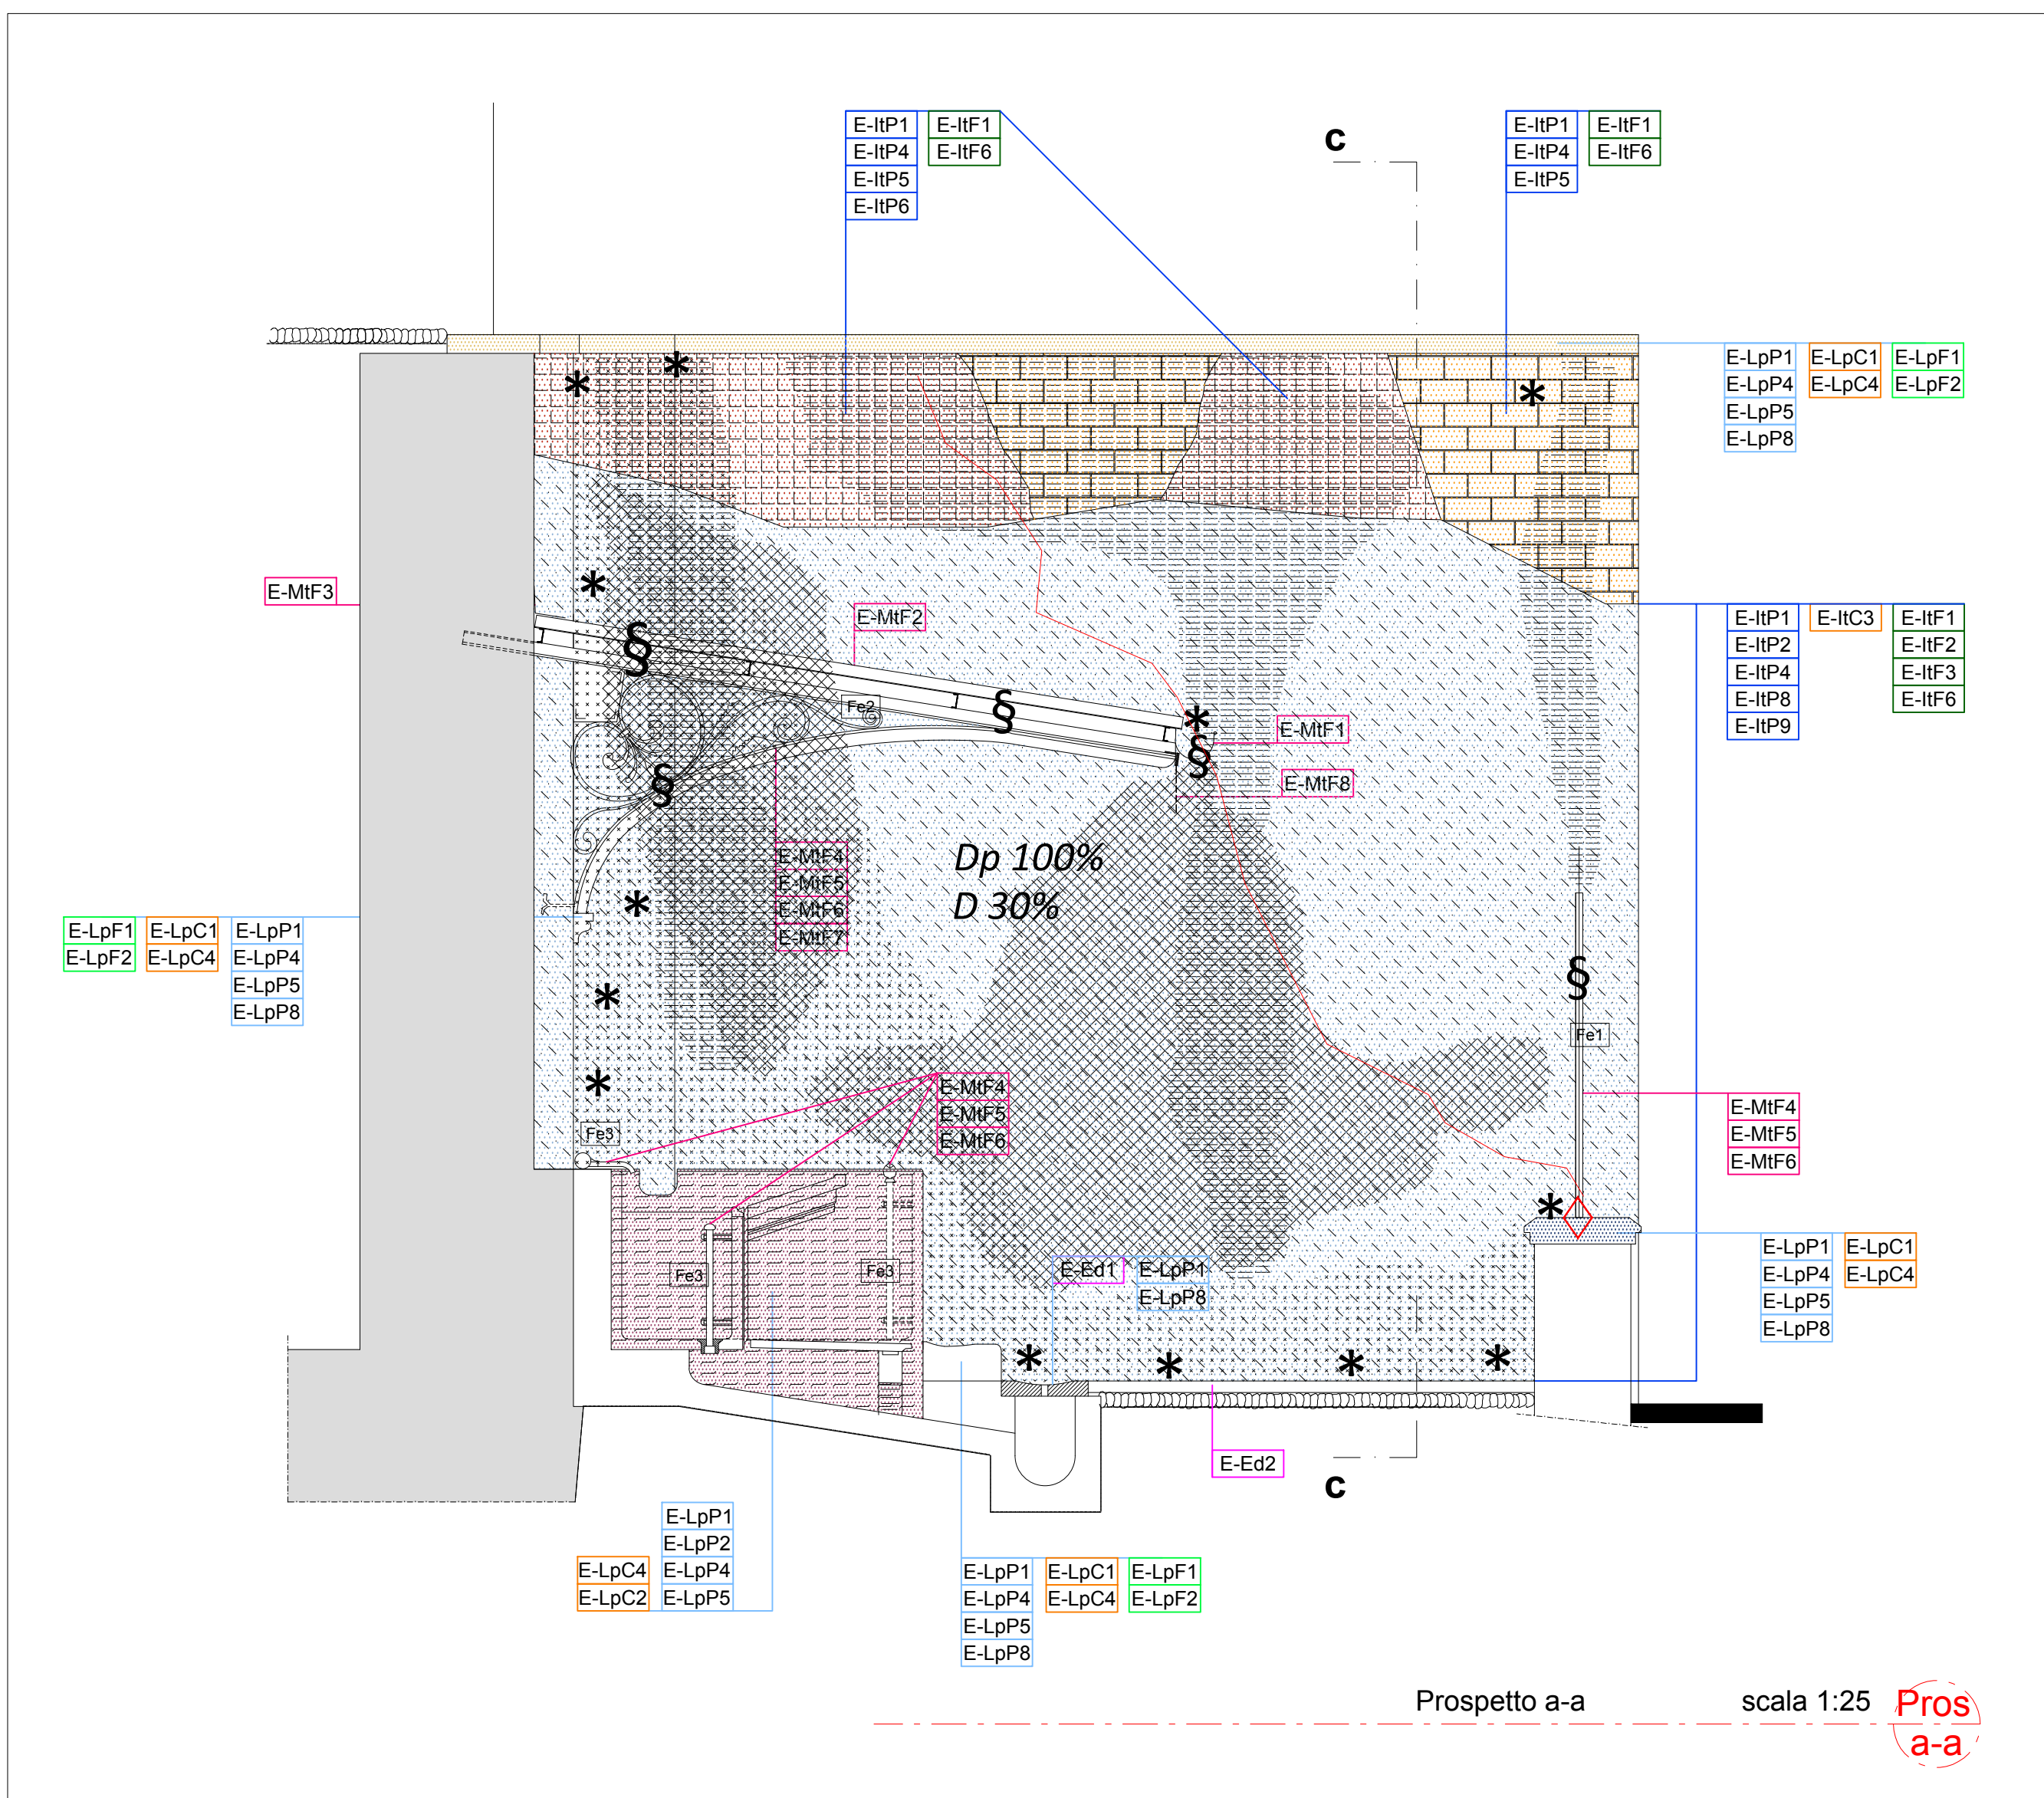 E-ItP1 E-ItF1
E-ItP4 E-ItF6
E-ItP5
E-ItP6
c
E-ItP1 E-ItF1
E-ItP4 E-ItF6
E-ItP5
E-LpP1 E-LpC1 E-LpF1
E-LpP4 E-LpC4 E-LpF2
E-LpP5
E-LpP8
* *
*
E-MtF3
*
E-MtF2
E-ItP1 E-ItC3 E-ItF1
E-ItP2 E-ItF2
E-ItP4 E-ItF3
E-ItP8 E-ItF6
E-ItP9
§
Fe2
§
*
E-MtF1
§
§
E-MtF8
E-MtF4
E-MtF5
E-MtF6
E-MtF7
Dp 100%
D 30%
*
E-LpF1 E-LpC1 E-LpP1
E-LpF2 E-LpC4 E-LpP4
E-LpP5
E-LpP8
*
§
Fe1
*
E-MtF4
E-MtF5
E-MtF6
Fe3
E-MtF4
E-MtF5
E-MtF6
*
Fe3
Fe3
E-Ed1 E-LpP1
E-LpP8
E-LpP1 E-LpC1
E-LpP4 E-LpC4
E-LpP5
E-LpP8
* * * *
E-Ed2
c
E-LpP1
E-LpP2
E-LpC4 E-LpP4
E-LpC2 E-LpP5
E-LpP1 E-LpC1 E-LpF1
E-LpP4 E-LpC4 E-LpF2
E-LpP5
E-LpP8
Prospetto a-a scala 1:25 Pros
a-a